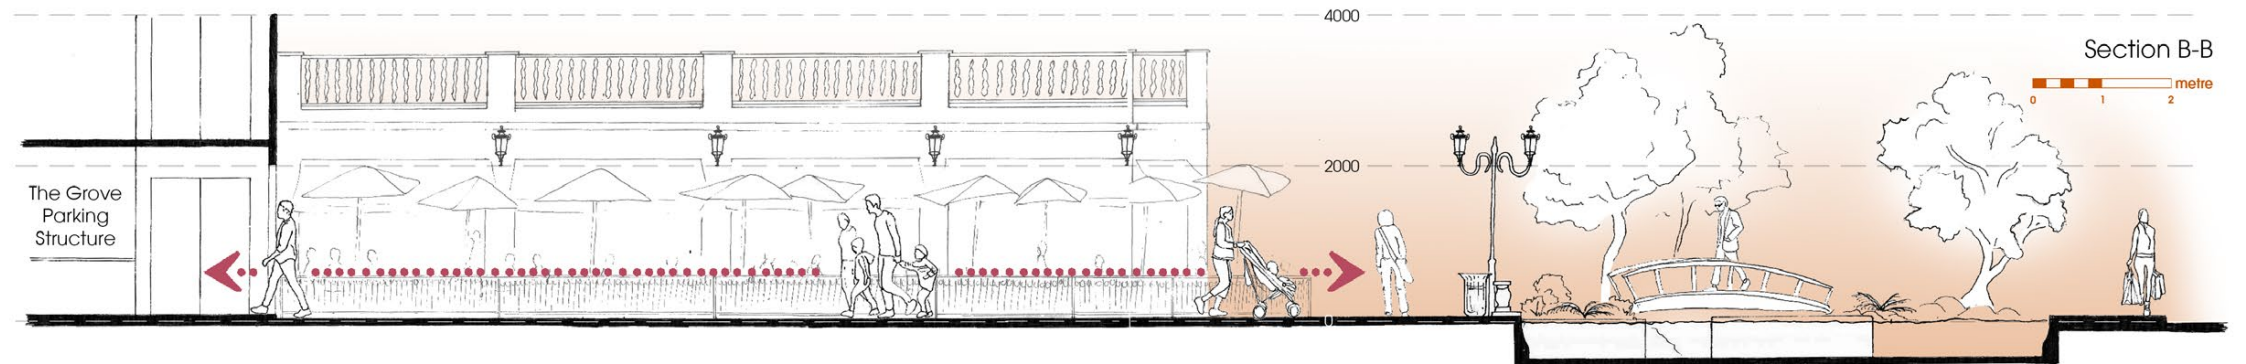 4000
Section B-B
metre
0 1 2
2000
The Grove
Parking
Structure
0